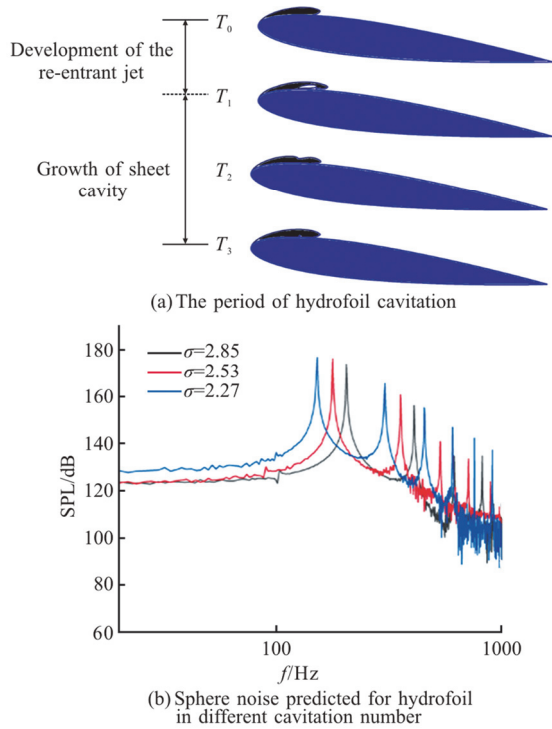 T0
Development of the
re-entrant jet
T1
Growth of sheet
cavity
T2
T3
(a) The period of hydrofoil cavitation
180
160
140
120
100
80
60
SPL/dB
σ=2.85
σ=2.53
σ=2.27
100
1000
f/Hz
(b) Sphere noise predicted for hydrofoil
in different cavitation number